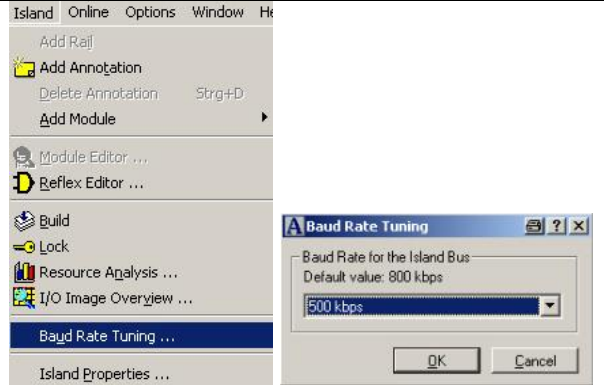 Island Online Options Window He
Add Rail
Add Annotation
Delete Annotation Strg+D
Add Module
Module Editor ...
Reflex Editor ...
Build
Lock
Resource Analysis ...
I/O Image Overview ...
Baud Rate Tuning ...
Island Properties ...
Baud Rate Tuning
Baud Rate for the Island Bus
Default value: 800 kbps
500 kbps
OK Cancel